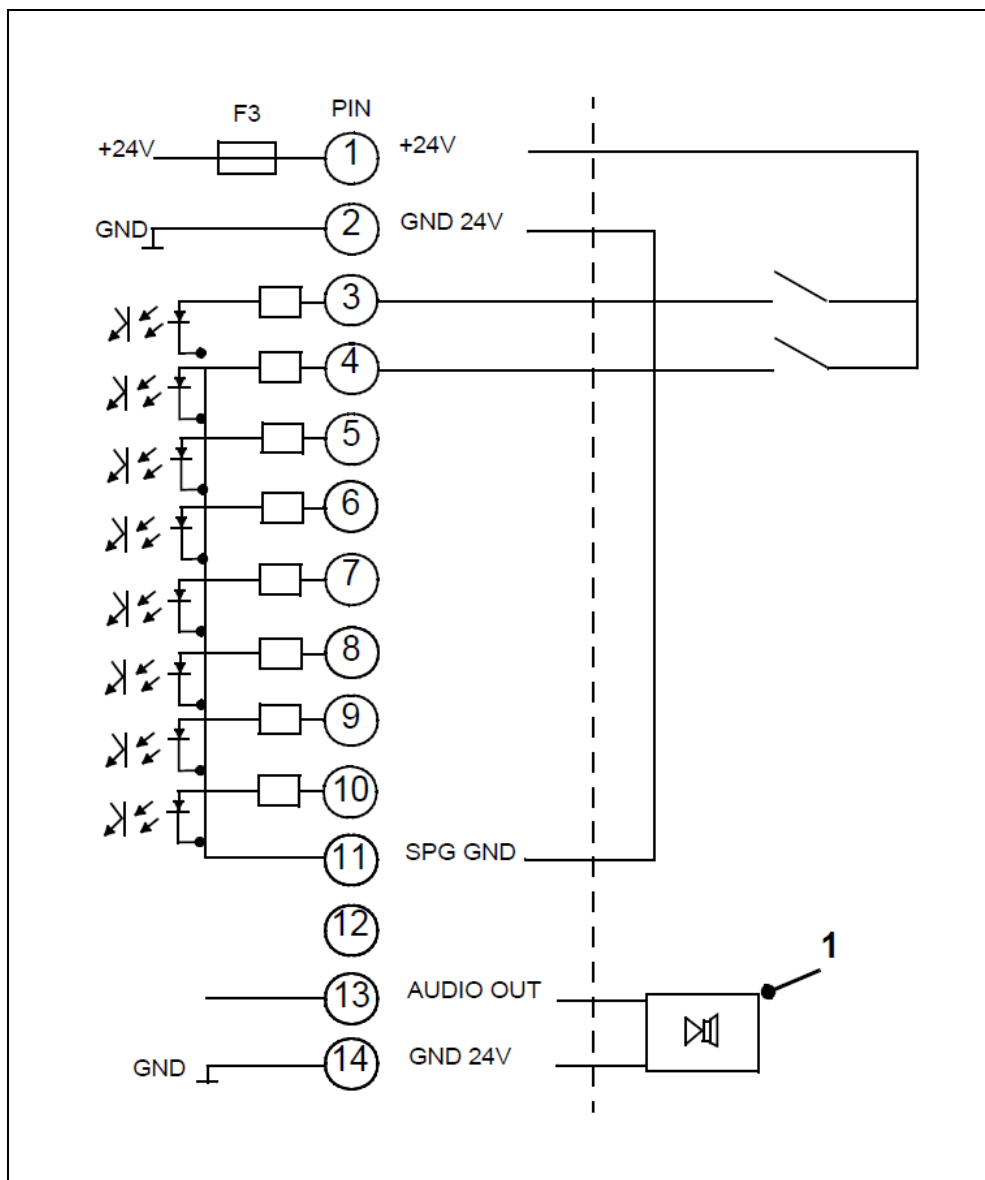 F3 PIN
+24V 1 +24V
GND 2 GND 24V
3
4
5
6
7
8
9
10
11 SPG GND
12
1
13 AUDIO OUT
GND 14 GND 24V